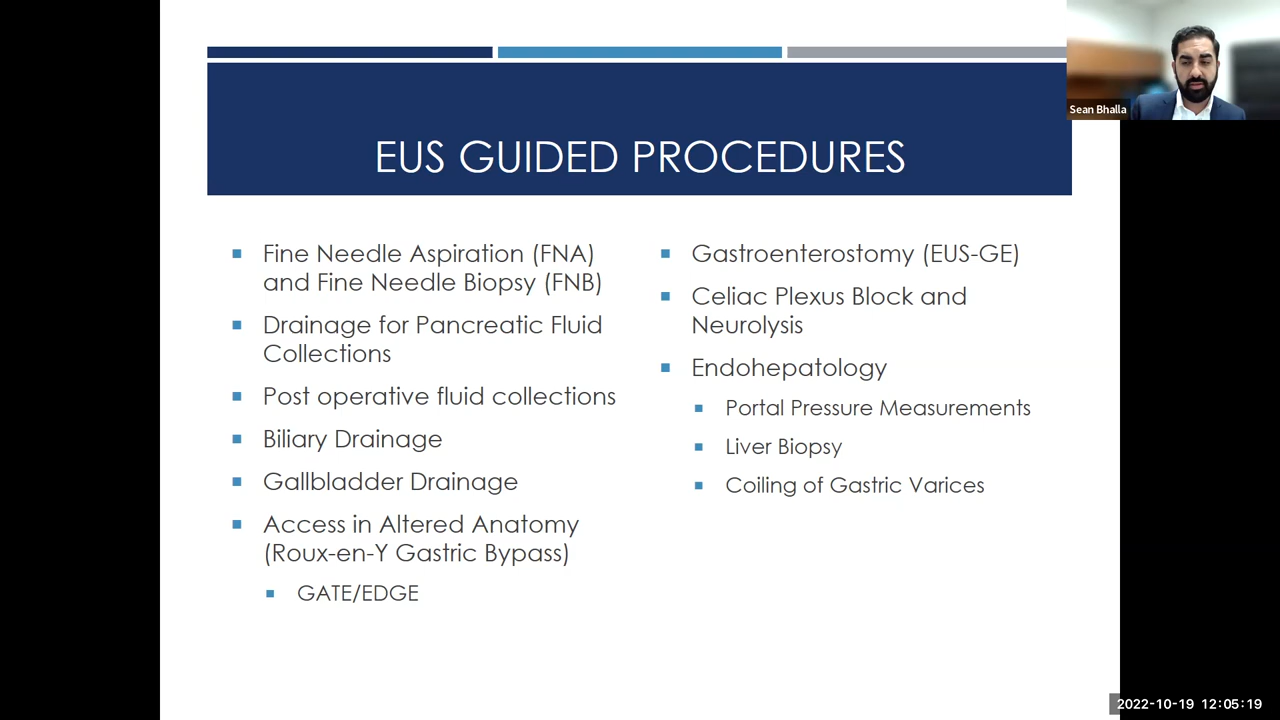 Sean Bhalla
EUS GUIDED PROCEDURES
Fine Needle Aspiration (FNA)
and Fine Needle Biopsy (FNB)
Drainage for Pancreatic Fluid
Collections
Post operative fluid collections
Biliary Drainage
Gallbladder Drainage
Access in Altered Anatomy
(Roux-en-Y Gastric Bypass)
GATE/EDGE
Gastroenterostomy (EUS-GE)
Celiac Plexus Block and
Neurolysis
Endohepatology
Portal Pressure Measurements
Liver Biopsy
Coiling of Gastric Varices
2022-10-19 12:05:19